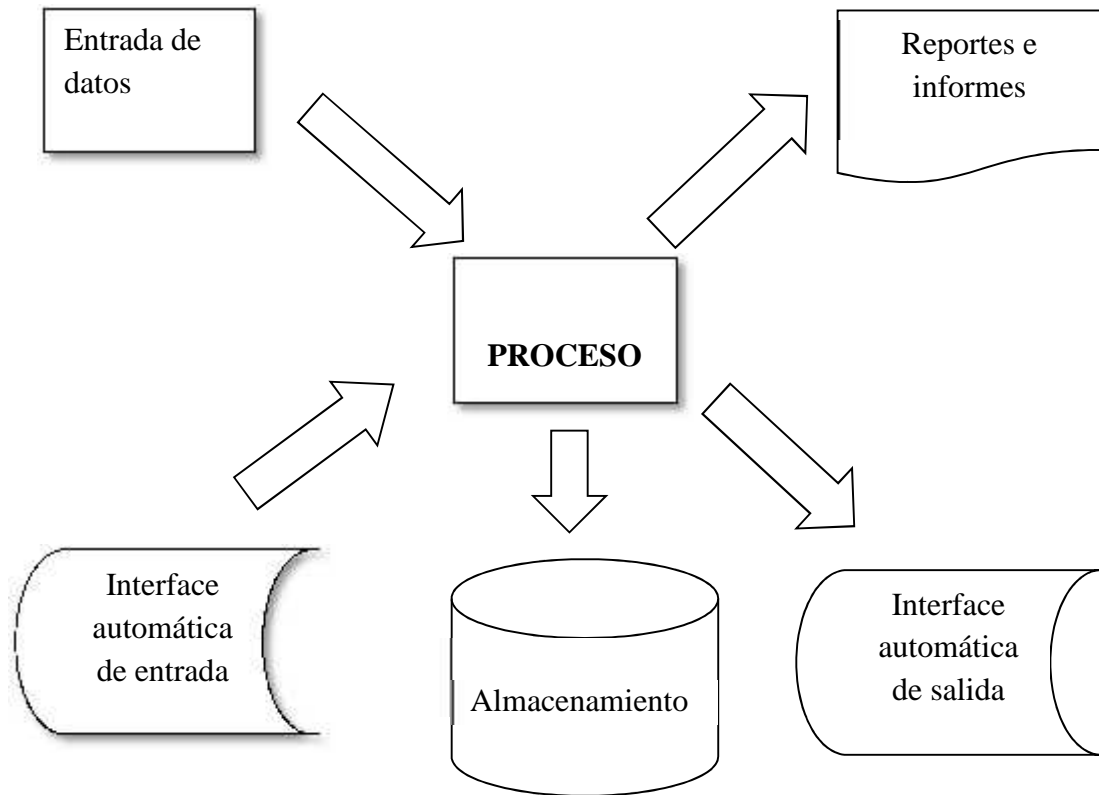 Entrada de
datos
Reportes e
informes
PROCESO
Interface
automática
de entrada
Almacenamiento
Interface
automática
de salida